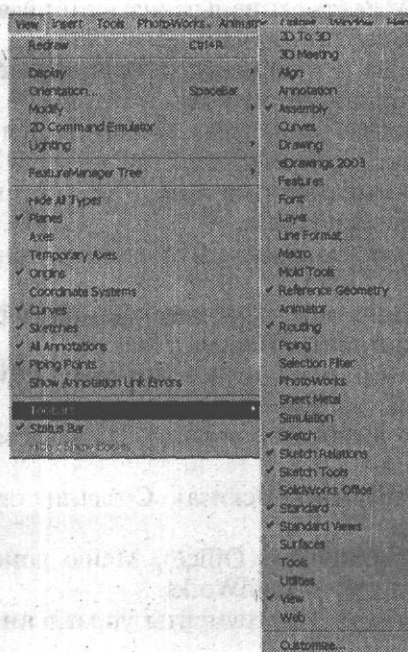 View Insert Tools PhotoWorks Window
Redraw Ctrl+R
Display
Orientation... SpaceBar
Modify
2D Command Emulator
Lighting
FeatureManager Tree
Hide All Types
Planes
Axes
Temporary Axes
Origins
Coordinate Systems
Curves
Sketches
All Annotations
Piping Points
Show Annotation Link Errors
Toolbars
Status Bar
2D To 3D
3D Meeting
Align
Annotation
Assembly
Curves
Drawing
eDrawings 2003
Features
Font
Layer
Line Format
Macro
Mold Tools
Reference Geometry
Animator
Routing
Piping
Selection Filter
PhotoWorks
Sheet Metal
Simulation
Sketch
Sketch Relations
Sketch Tools
SolidWorks Office
Standard
Standard Views
Surfaces
Tools
Utilities
View
Web
Customize...